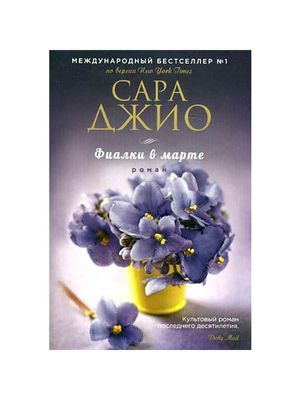 МЕЖДУНАРОДНЫЙ БЕСТСЕЛЛЕР №1
по версии New York Times
САРА
ДЖИО
Фиалки в марте
роман
Культовый роман
последнего десятилетия.
Daily Mail